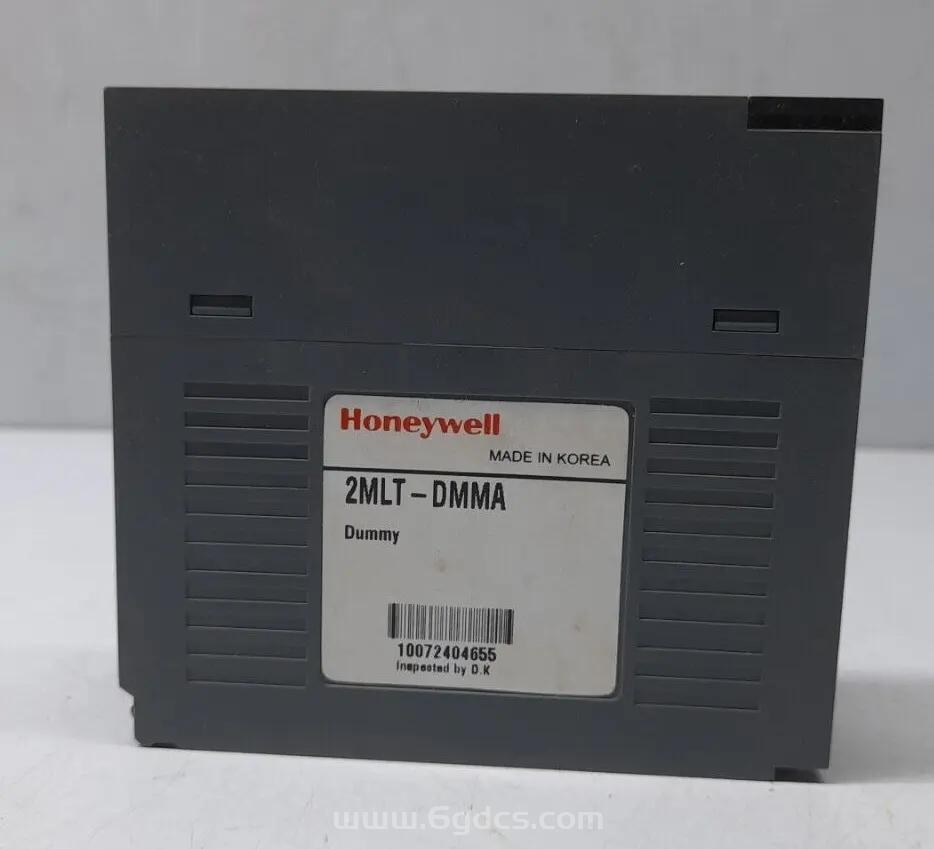 Honeywell
MADE IN KOREA
2MLT-DMMA
Dummy
10072404655
Inspected by D.K
www.6gdcs.com